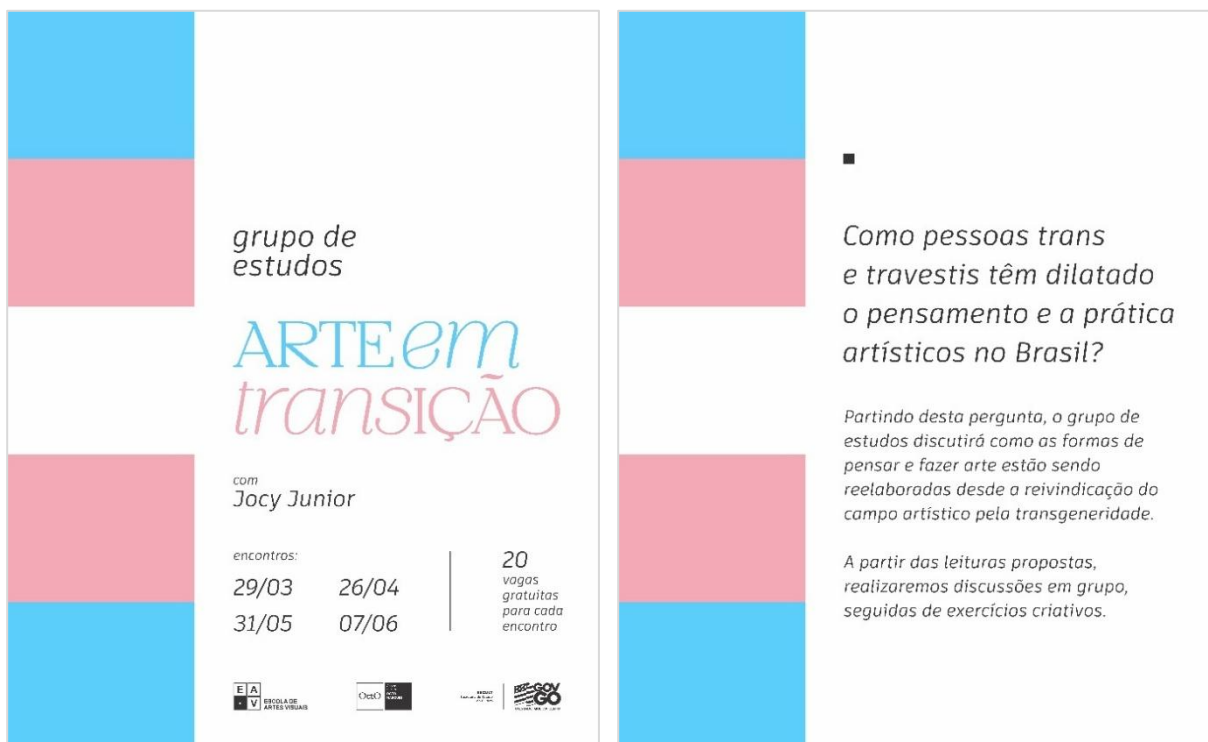 grupo de
estudos
ARTE em
transIÇÃO
com
Jocy Junior
encontros:
29/03 26/04
31/05 07/06
20
vagas
gratuitas
para cada
encontro
E A
V
ESCOLA DE
ARTES VISUAIS
OctO
GOV
GO
Como pessoas trans
e travestis têm dilatado
o pensamento e a prática
artísticos no Brasil?
Partindo desta pergunta, o grupo de
estudos discutirá como as formas de
pensar e fazer arte estão sendo
reelaboradas desde a reivindicação do
campo artístico pela transgeneridade.
A partir das leituras propostas,
realizaremos discussões em grupo,
seguidas de exercícios criativos.